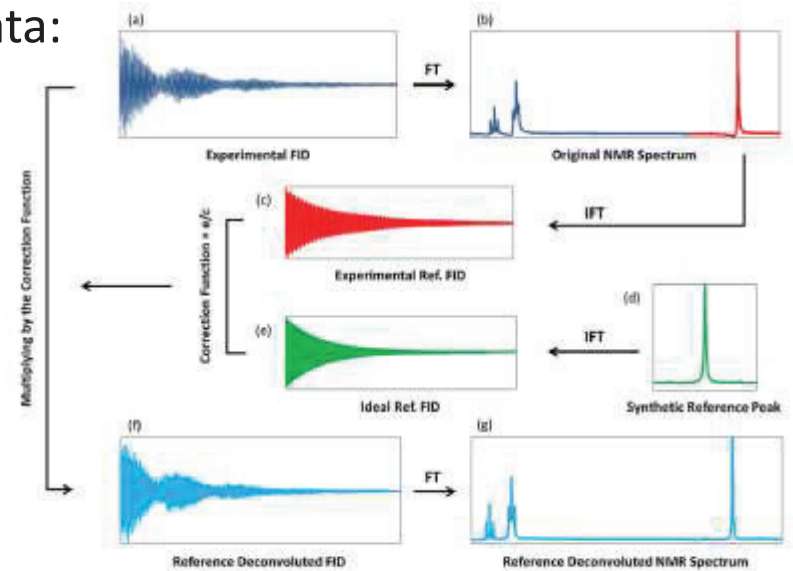 ata:
(a)
FT
(b)
Experimental FID
Original NMR Spectrum
(c)
IFT
Experimental Ref. FID
Multiplying by the Correction Function
Correction Function = e/c
(d)
(e)
IFT
Ideal Ref. FID
Synthetic Reference Peak
(f)
FT
(g)
Reference Deconvoluted FID
Reference Deconvoluted NMR Spectrum